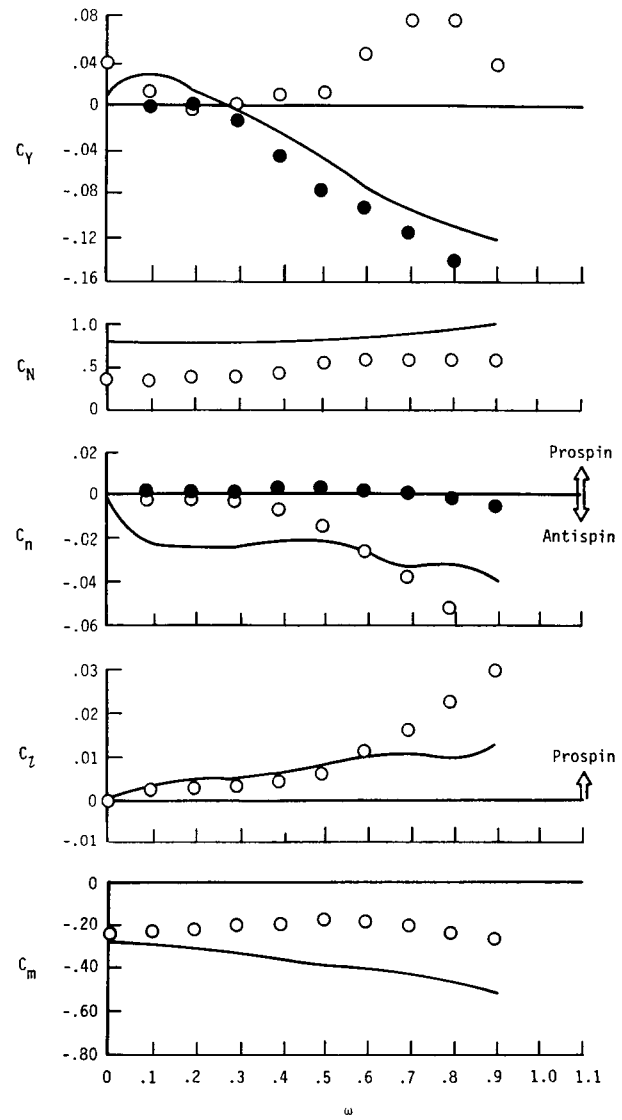 .08
.04
0
C_Y
-.04
-.08
-.12
-.16
1.0
C_N
.5
0
.02
Prospin
0
Antispin
C_n
-.02
-.04
-.06
.03
.02
C_l
.01
Prospin
0
-.01
0
-.20
C_m
-.40
-.60
-.80
0 .1 .2 .3 .4 .5 .6 .7 .8 .9 1.0 1.1
ω